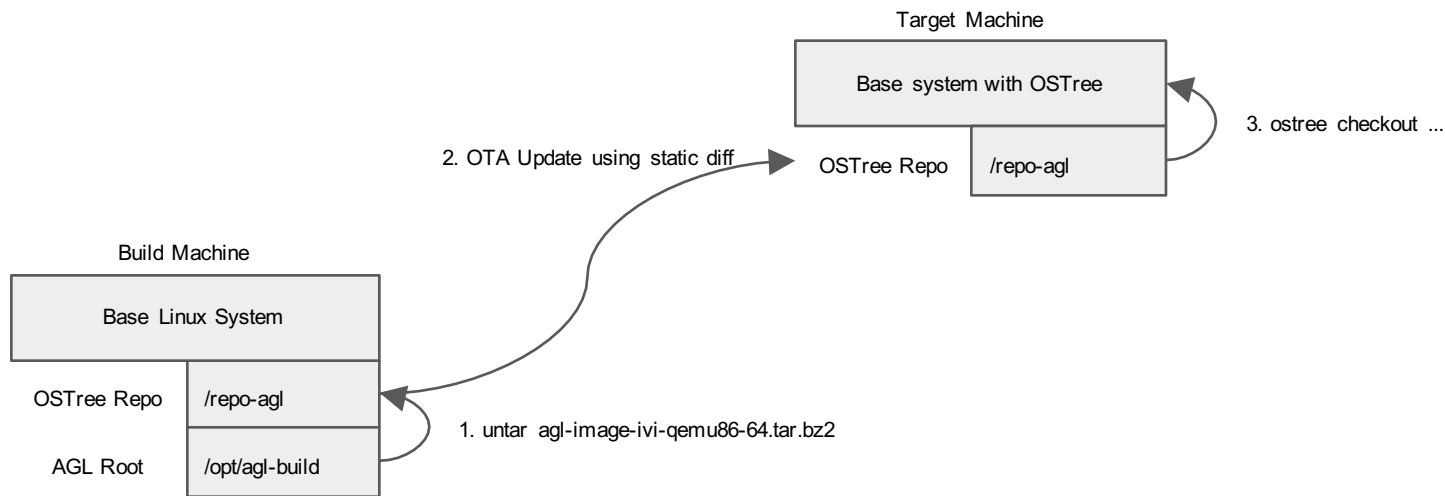 Target Machine
Base system with OSTree
3. ostree checkout ...
2. OTA Update using static diff
OSTree Repo
/repo-agl
Build Machine
Base Linux System
OSTree Repo
/repo-agl
1. untar agl-image-ivi-qemu86-64.tar.bz2
AGL Root
/opt/agl-build